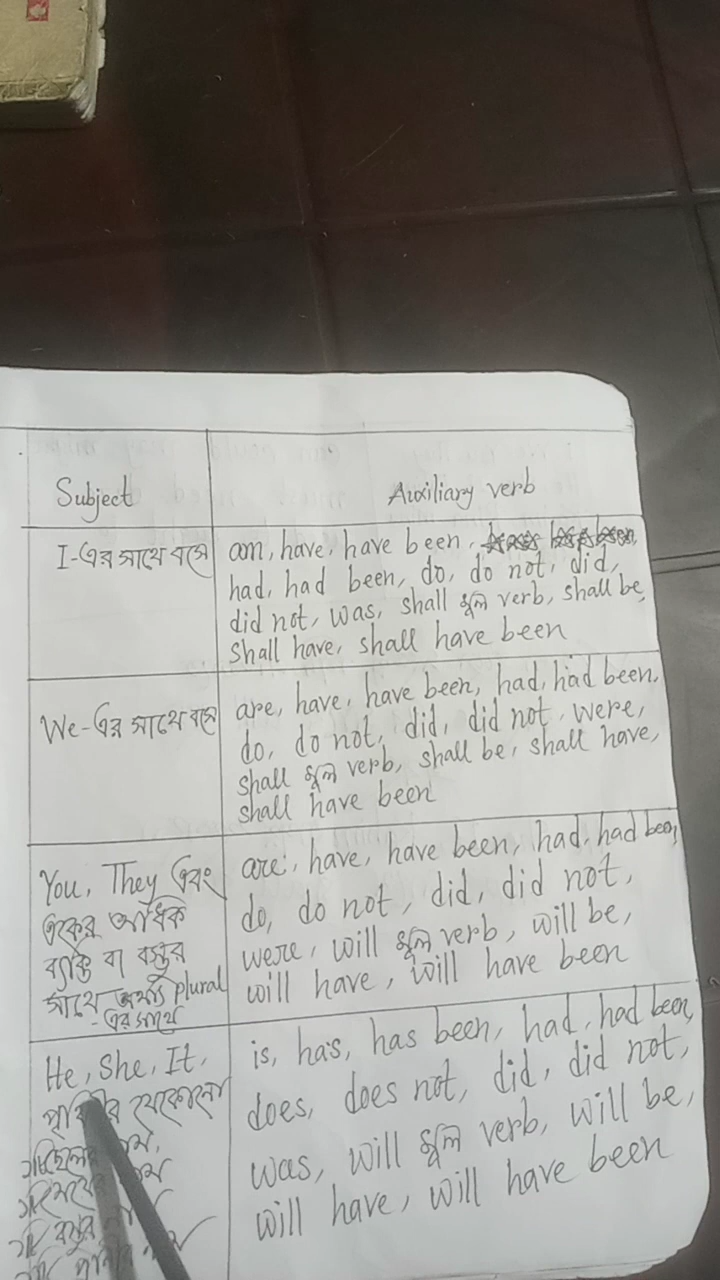 Subject
Auxiliary verb
I-এর সাথে বসে
am, have, have been,
had, had been, do, do not, did,
did not, was, shall মূল verb, shall be,
shall have, shall have been
We-এর সাথে বসে
are, have, have been, had, had been,
do, do not, did, did not, were,
shall মূল verb, shall be, shall have,
shall have been
You, They এবং
একের অধিক
ব্যক্তি বা বস্তুর
সাথে অর্থাৎ plural
-এর সাথে
are, have, have been, had, had been,
do, do not, did, did not,
were, will মূল verb, will be,
will have, will have been
He, She, It,
পৃথিবীর যেকোনো
নাম,
নাম
is, has, has been, had, had been,
does, does not, did, did not,
was, will মূল verb, will be,
will have, will have been